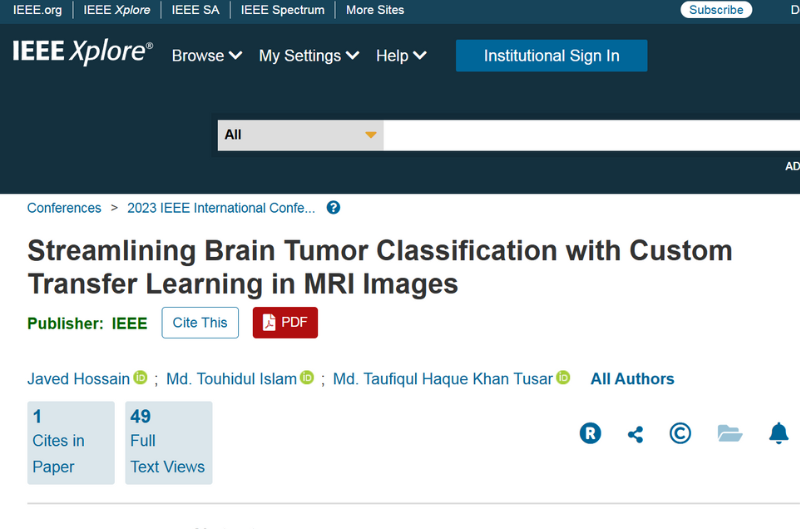 IEEE.org IEEE Xplore IEEE SA IEEE Spectrum More Sites Subscribe D
IEEE Xplore® Browse My Settings Help Institutional Sign In
All
AD
Conferences > 2023 IEEE International Confe... ?
Streamlining Brain Tumor Classification with Custom
Transfer Learning in MRI Images
Publisher: IEEE Cite This PDF
Javed Hossain iD ; Md. Touhidul Islam iD ; Md. Taufiqul Haque Khan Tusar iD All Authors
1
Cites in
Paper
49
Full
Text Views
R ©